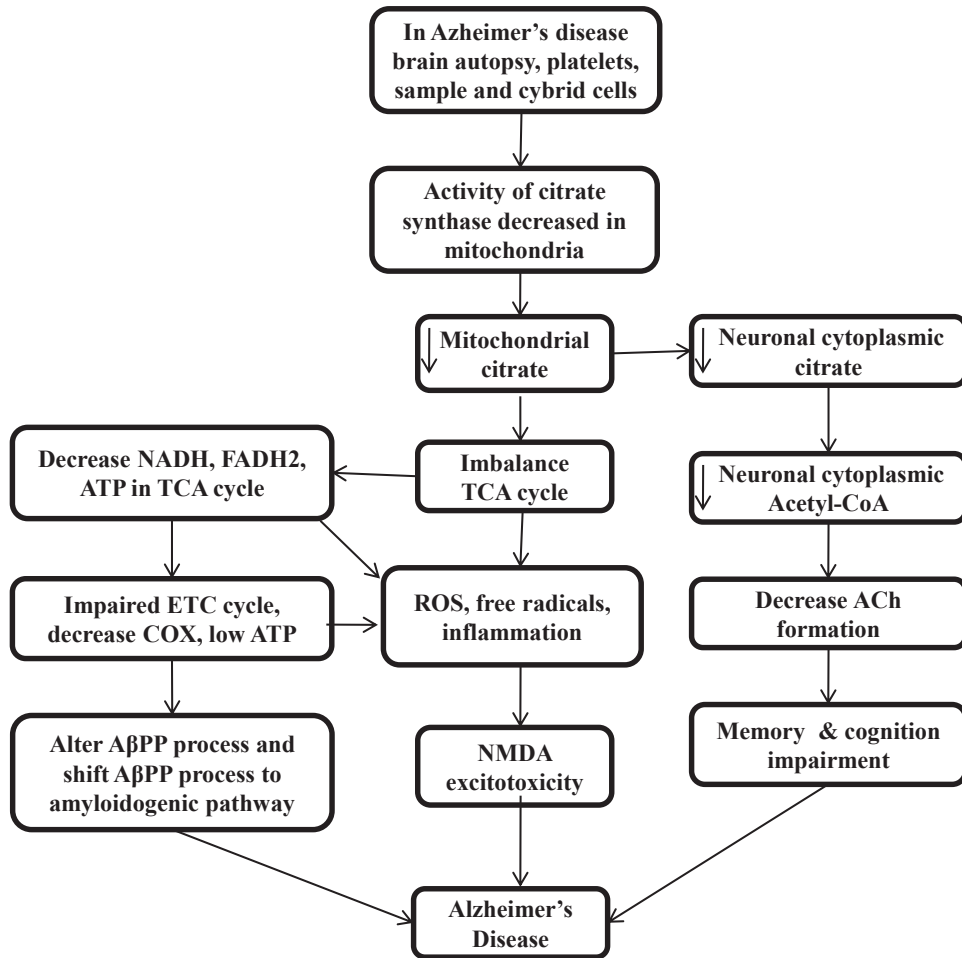 In Azheimer's disease
brain autopsy, platelets,
sample and cybrid cells
Activity of citrate
synthase decreased in
mitochondria
Mitochondrial
citrate
Neuronal cytoplasmic
citrate
Decrease NADH, FADH2,
ATP in TCA cycle
Imbalance
TCA cycle
Neuronal cytoplasmic
Acetyl-CoA
Impaired ETC cycle,
decrease COX, low ATP
ROS, free radicals,
inflammation
Decrease ACh
formation
Alter AβPP process and
shift AβPP process to
amyloidogenic pathway
NMDA
excitotoxicity
Memory & cognition
impairment
Alzheimer's
Disease